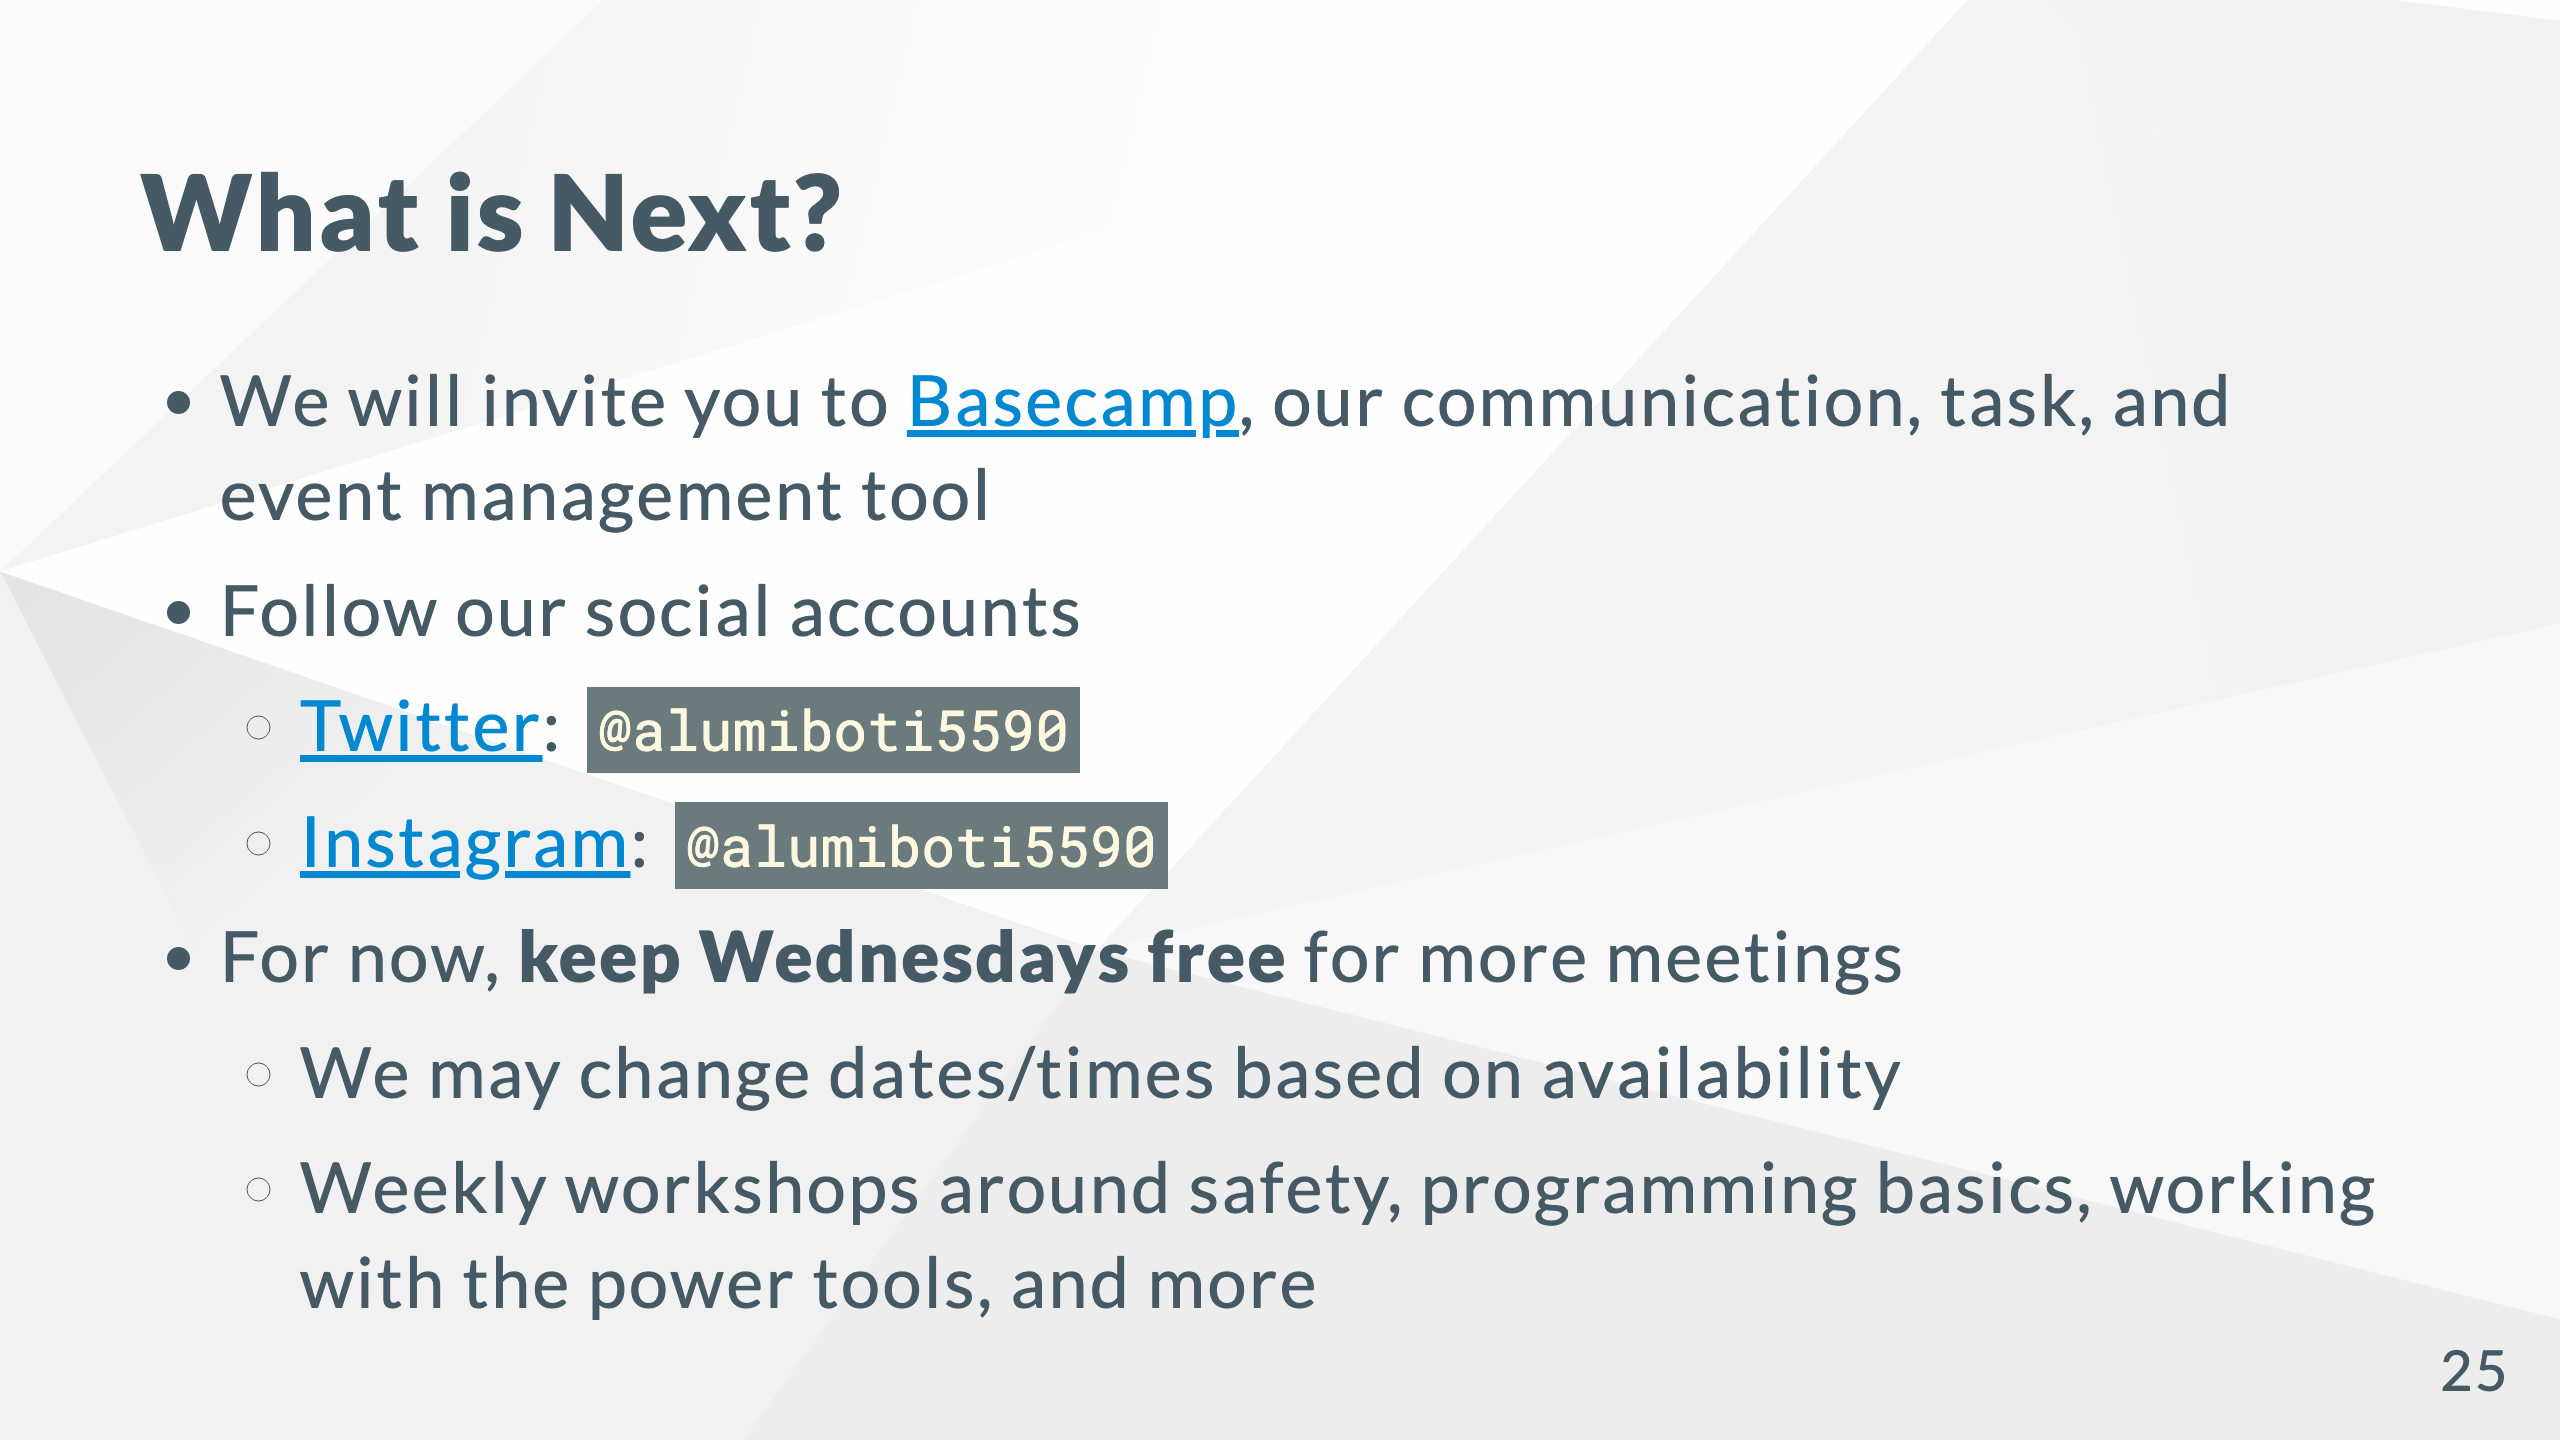 What is Next?
• We will invite you to Basecamp, our communication, task, and
event management tool
• Follow our social accounts
○ Twitter: @alumiboti5590
○ Instagram: @alumiboti5590
• For now, keep Wednesdays free for more meetings
○ We may change dates/times based on availability
○ Weekly workshops around safety, programming basics, working
with the power tools, and more
25